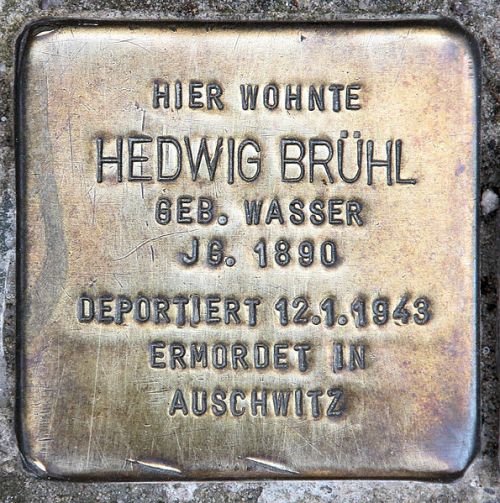 HIER WOHNTE
HEDWIG BRÜHL
GEB. WASSER
JG. 1890
DEPORTIERT 12.1.1943
ERMORDET IN
AUSCHWITZ